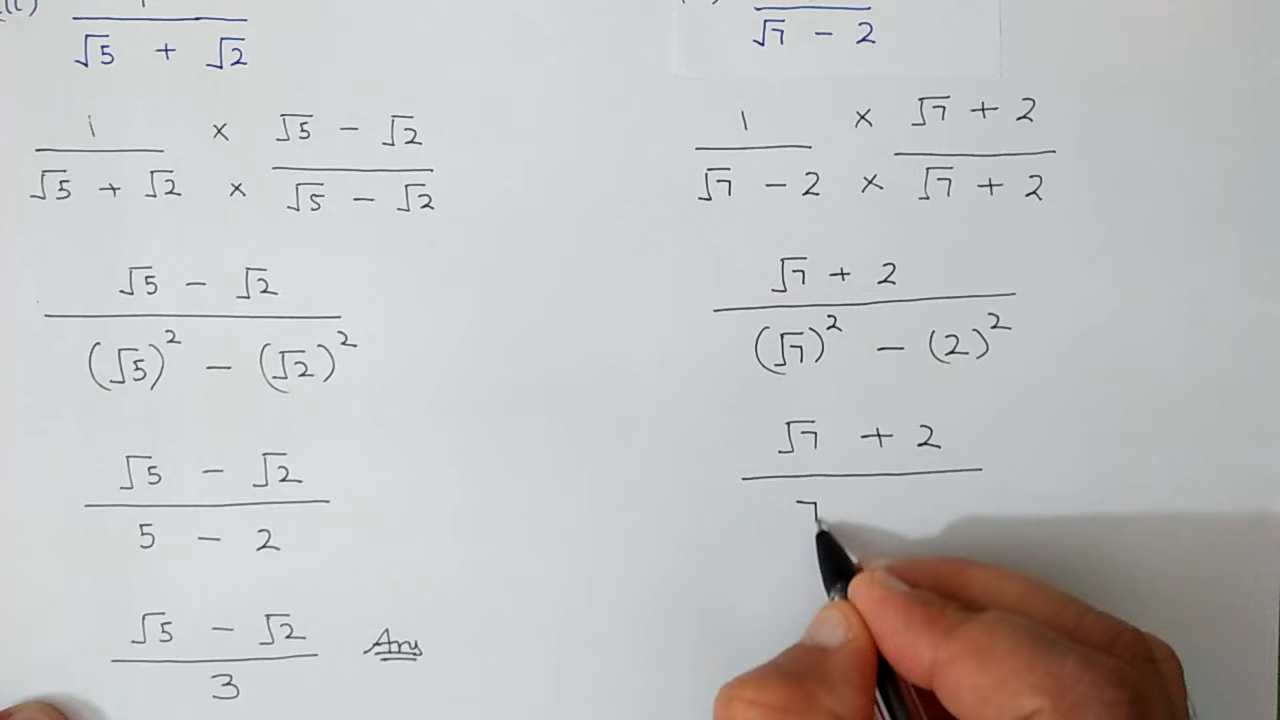 √5 + √2
1 × √5 - √2
√5 + √2 × √5 - √2
√5 - √2
(√5)² - (√2)²
√5 - √2
5 - 2
√5 - √2 Ans
3
√7 - 2
1 × √7 + 2
√7 - 2 × √7 + 2
√7 + 2
(√7)² - (2)²
√7 + 2
7